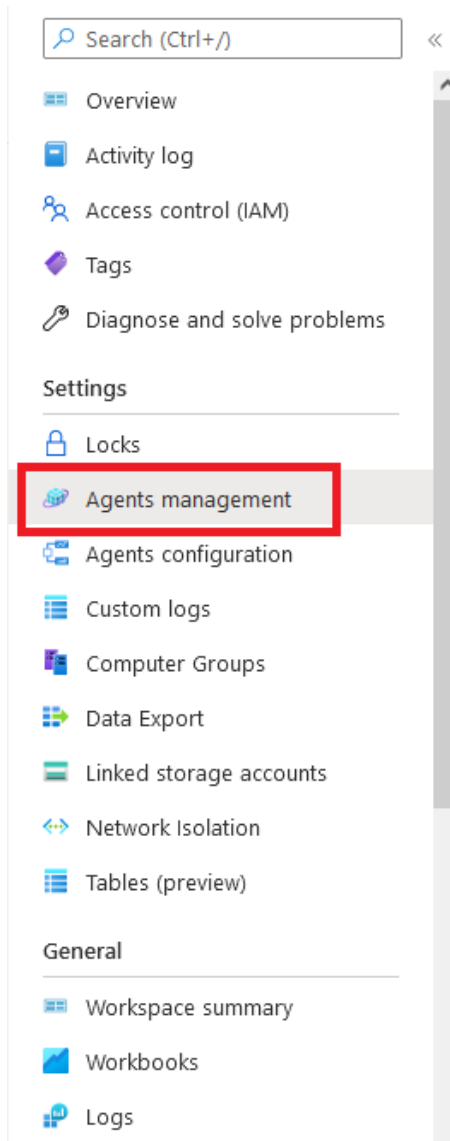 Search (Ctrl+/)
«
Overview
Activity log
Access control (IAM)
Tags
Diagnose and solve problems
Settings
Locks
Agents management
Agents configuration
Custom logs
Computer Groups
Data Export
Linked storage accounts
Network Isolation
Tables (preview)
General
Workspace summary
Workbooks
Logs